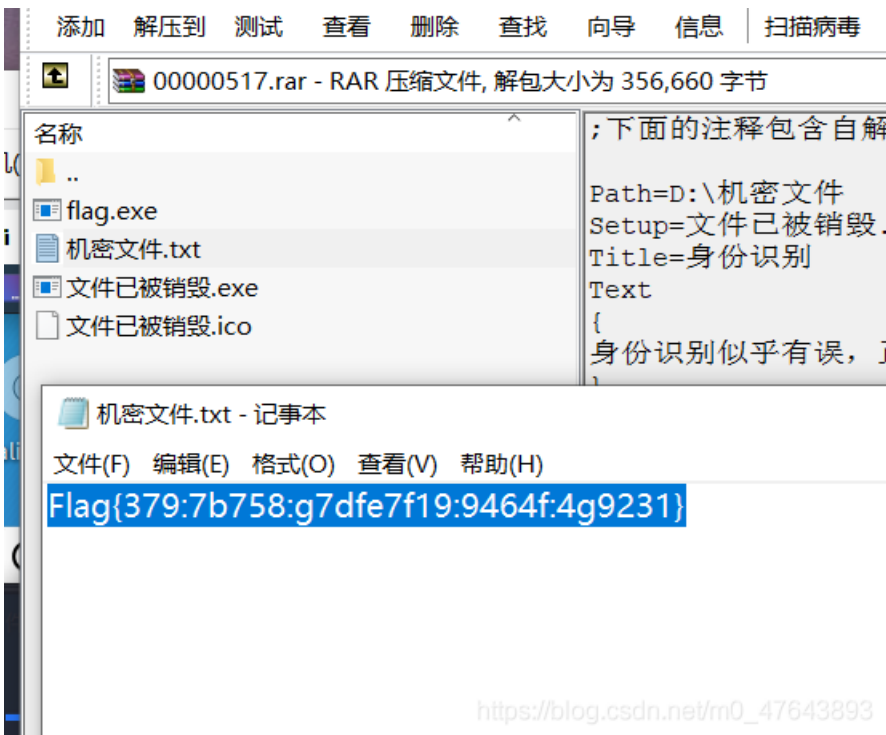 添加 解压到 测试 查看 删除 查找 向导 信息 扫描病毒
00000517.rar - RAR 压缩文件, 解包大小为 356,660 字节
名称
..
flag.exe
机密文件.txt
文件已被销毁.exe
文件已被销毁.ico
;下面的注释包含自解
Path=D:\机密文件
Setup=文件已被销毁.
Title=身份识别
Text
{
身份识别似乎有误，
}
机密文件.txt - 记事本
文件(F) 编辑(E) 格式(O) 查看(V) 帮助(H)
Flag{379:7b758:g7dfe7f19:9464f:4g9231}
https://blog.csdn.net/m0_47643893